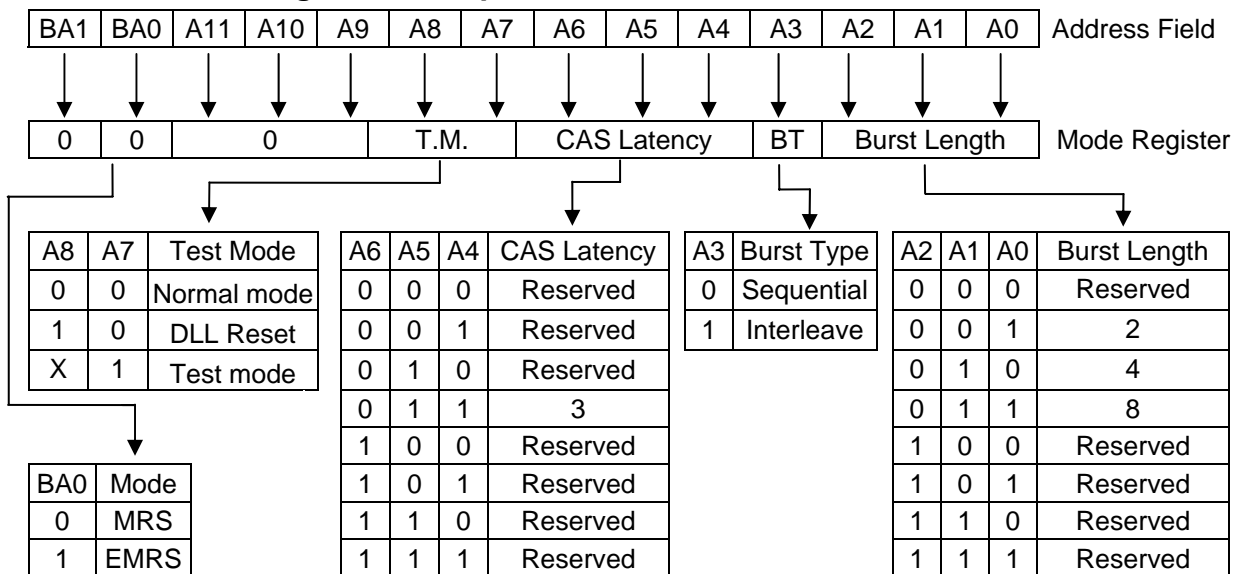 BA1 BA0 A11 A10 A9 A8 A7 A6 A5 A4 A3 A2 A1 A0 Address Field
0 0 0 T.M. CAS Latency BT Burst Length Mode Register
A8 A7 Test Mode
0 0 Normal mode
1 0 DLL Reset
X 1 Test mode
BA0 Mode
0 MRS
1 EMRS
A6 A5 A4 CAS Latency
0 0 0 Reserved
0 0 1 Reserved
0 1 0 Reserved
0 1 1 3
1 0 0 Reserved
1 0 1 Reserved
1 1 0 Reserved
1 1 1 Reserved
A3 Burst Type
0 Sequential
1 Interleave
A2 A1 A0 Burst Length
0 0 0 Reserved
0 0 1 2
0 1 0 4
0 1 1 8
1 0 0 Reserved
1 0 1 Reserved
1 1 0 Reserved
1 1 1 Reserved